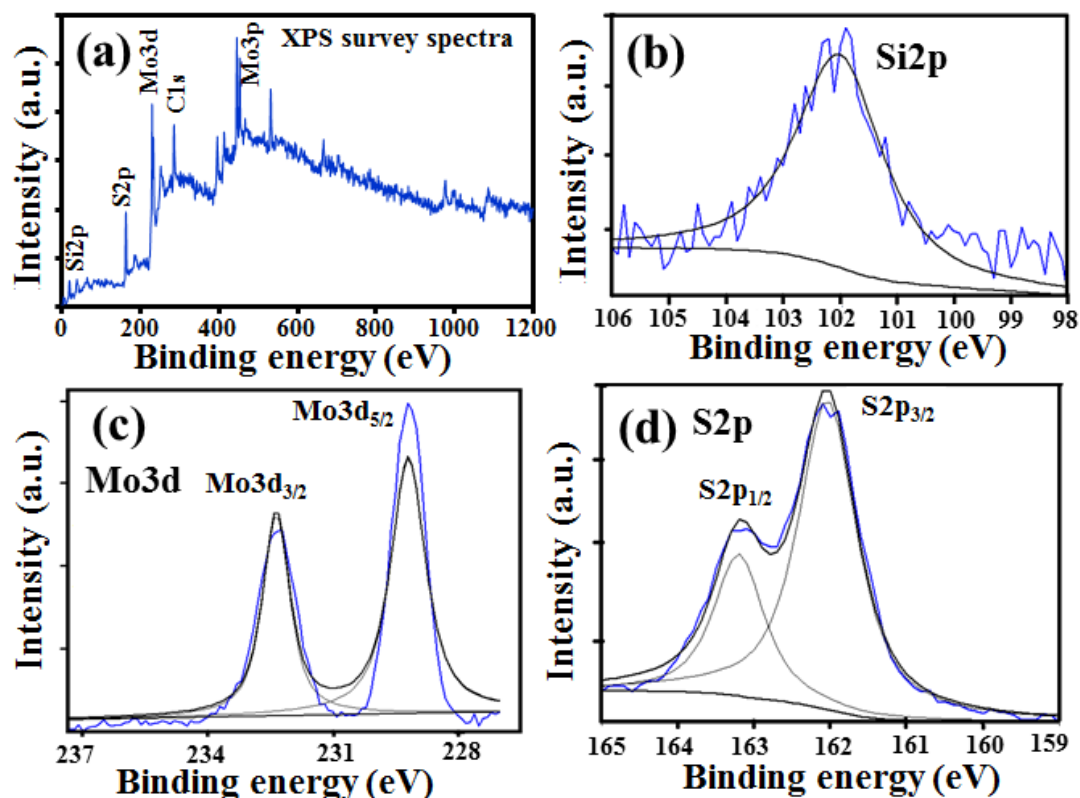 (a)
XPS survey spectra
Si2p
S2p
Mo3d
C1s
Mo3p
Intensity (a.u.)
0 200 400 600 800 1000 1200
Binding energy (eV)
(b)
Si2p
Intensity (a.u.)
106 105 104 103 102 101 100 99 98
Binding energy (eV)
(c)
Mo3d
Mo3d3/2
Mo3d5/2
Intensity (a.u.)
237 234 231 228
Binding energy (eV)
(d)
S2p
S2p1/2
S2p3/2
Intensity (a.u.)
165 164 163 162 161 160 159
Binding energy (eV)